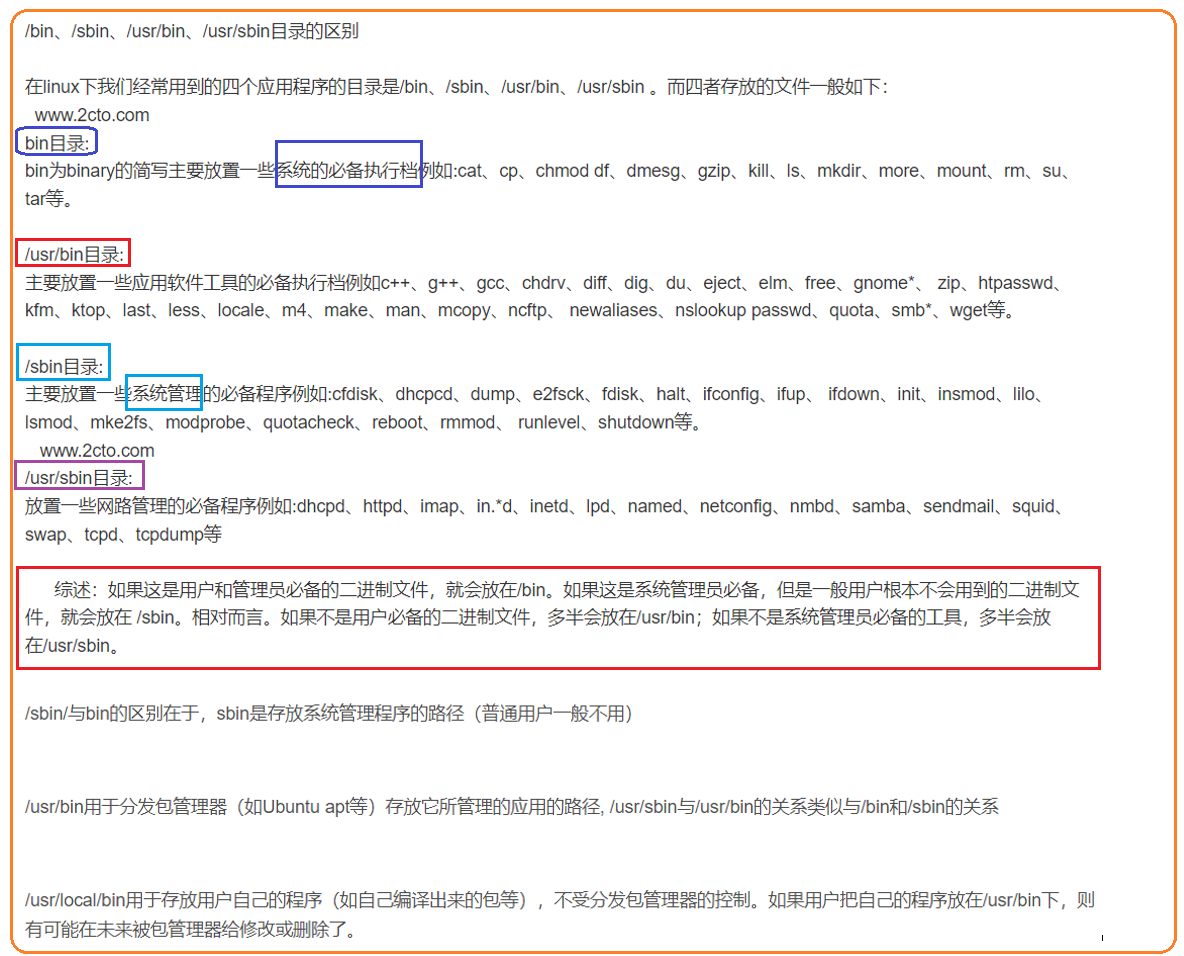 /bin、/sbin、/usr/bin、/usr/sbin目录的区别
在linux下我们经常用到的四个应用程序的目录是/bin、/sbin、/usr/bin、/usr/sbin 。而四者存放的文件一般如下：
www.2cto.com
bin目录:
bin为binary的简写主要放置一些系统的必备执行档例如:cat、cp、chmod df、dmesg、gzip、kill、ls、mkdir、more、mount、rm、su、
tar等。
/usr/bin目录:
主要放置一些应用软件工具的必备执行档例如c++、g++、gcc、chdrv、diff、dig、du、eject、elm、free、gnome*、 zip、htpasswd、
kfm、ktop、last、less、locale、m4、make、man、mcopy、ncftp、 newaliases、nslookup passwd、quota、smb*、wget等。
/sbin目录:
主要放置一些系统管理的必备程序例如:cfdisk、dhcpcd、dump、e2fsck、fdisk、halt、ifconfig、ifup、 ifdown、init、insmod、lilo、
lsmod、mke2fs、modprobe、quotacheck、reboot、rmmod、 runlevel、shutdown等。
www.2cto.com
/usr/sbin目录:
放置一些网路管理的必备程序例如:dhcpd、httpd、imap、in.*d、inetd、lpd、named、netconfig、nmbd、samba、sendmail、squid、
swap、tcpd、tcpdump等
综述：如果这是用户和管理员必备的二进制文件，就会放在/bin。如果这是系统管理员必备，但是一般用户根本不会用到的二进制文
件，就会放在 /sbin。相对而言。如果不是用户必备的二进制文件，多半会放在/usr/bin；如果不是系统管理员必备的工具，多半会放
在/usr/sbin。
/sbin/与bin的区别在于，sbin是存放系统管理程序的路径（普通用户一般不用）
/usr/bin用于分发包管理器（如Ubuntu apt等）存放它所管理的应用的路径, /usr/sbin与/usr/bin的关系类似与/bin和/sbin的关系
/usr/local/bin用于存放用户自己的程序（如自己编译出来的包等），不受分发包管理器的控制。如果用户把自己的程序放在/usr/bin下，则
有可能在未来被包管理器给修改或删除了。